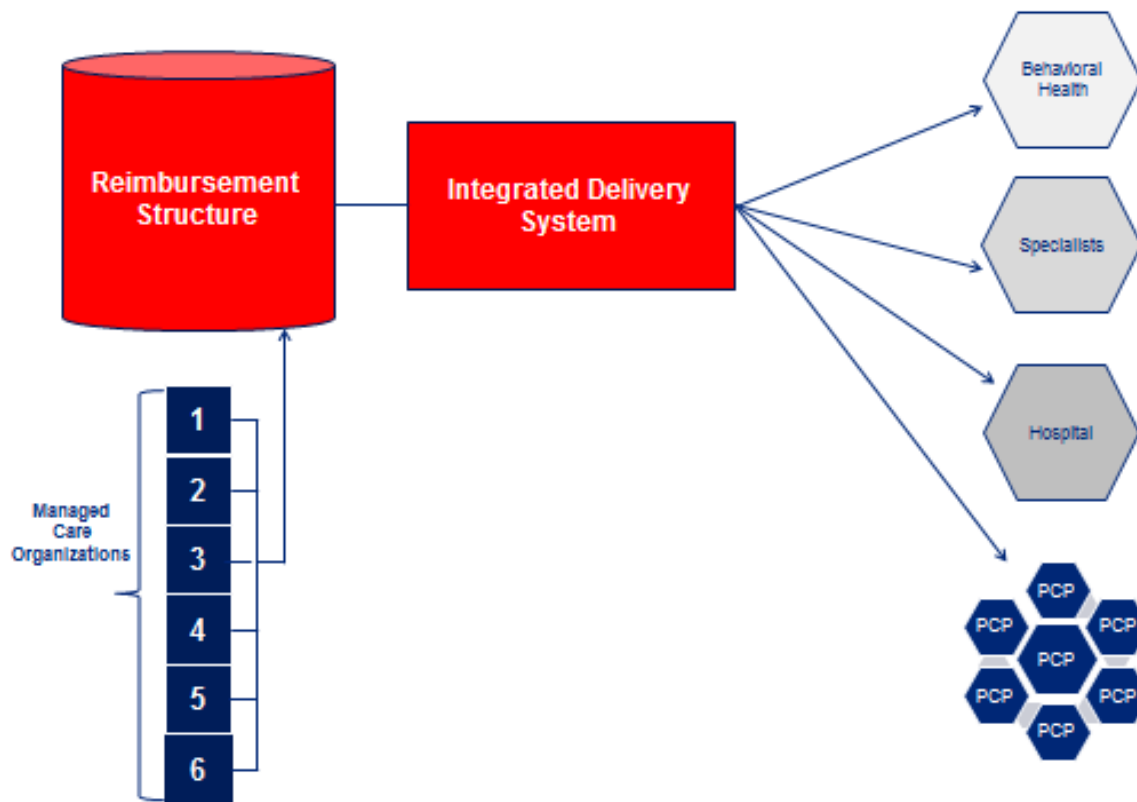 Behavioral
Health
Reimbursement
Structure
Integrated Delivery
System
Specialists
1
2
3
4
5
6
Managed
Care
Organizations
Hospital
PCP
PCP
PCP
PCP
PCP
PCP
PCP